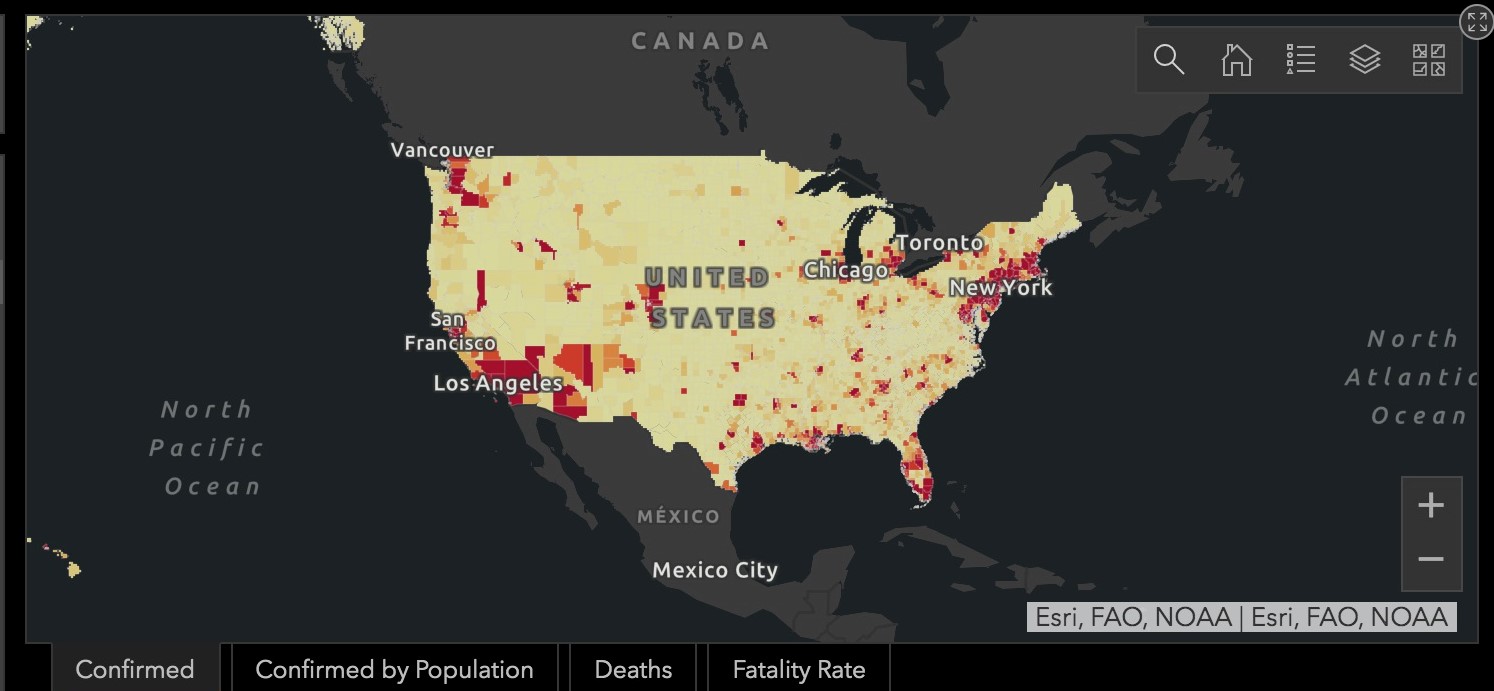 CANADA
Vancouver
Toronto
UNITED
Chicago
New York
STATES
San
Francisco
North
Atlantic
Ocean
Los Angeles
North
Pacific
Ocean
MÉXICO
Mexico City
Esri, FAO, NOAA | Esri, FAO, NOAA
Confirmed
Confirmed by Population
Deaths
Fatality Rate